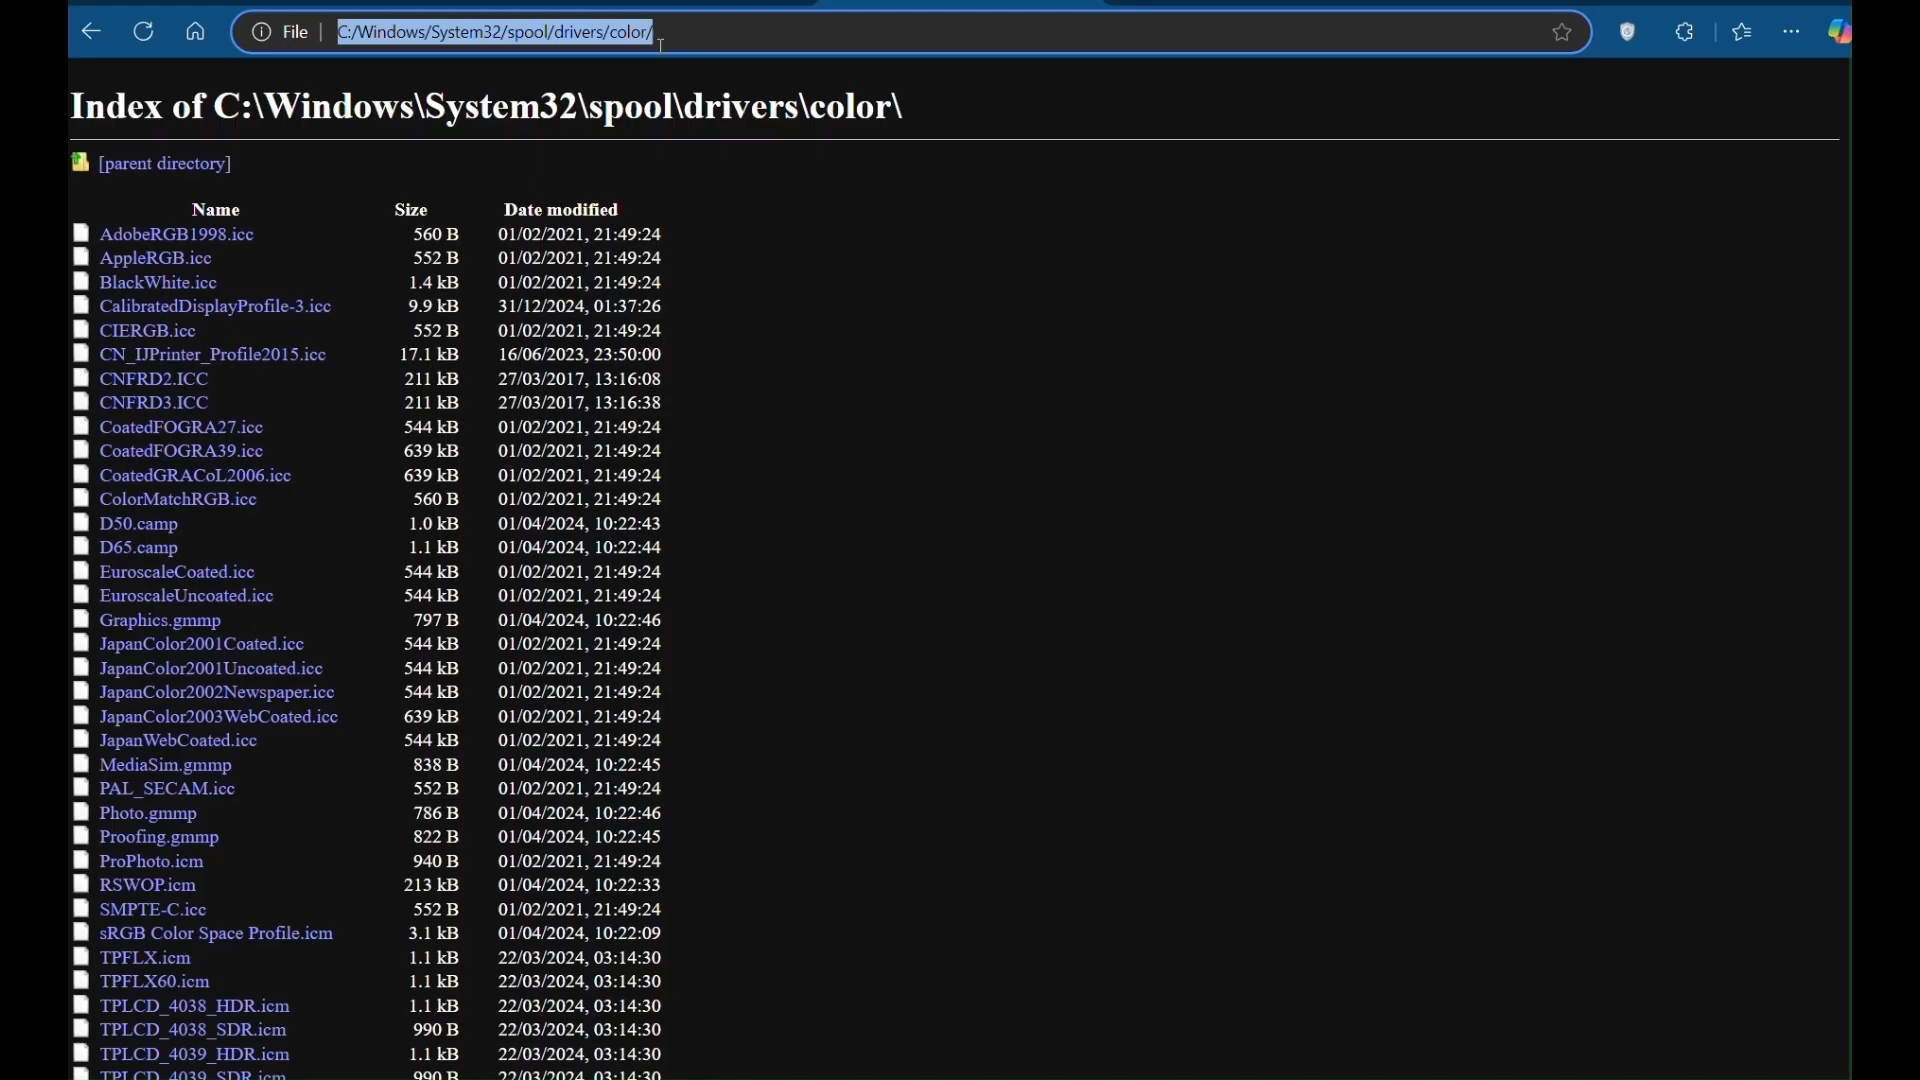 File C:/Windows/System32/spool/drivers/color/
Index of C:\Windows\System32\spool\drivers\color\
[parent directory]
Name Size Date modified
AdobeRGB1998.icc 560 B 01/02/2021, 21:49:24
AppleRGB.icc 552 B 01/02/2021, 21:49:24
BlackWhite.icc 1.4 kB 01/02/2021, 21:49:24
CalibratedDisplayProfile-3.icc 9.9 kB 31/12/2024, 01:37:26
CIERGB.icc 552 B 01/02/2021, 21:49:24
CN_IJPrinter_Profile2015.icc 17.1 kB 16/06/2023, 23:50:00
CNFRD2.ICC 211 kB 27/03/2017, 13:16:08
CNFRD3.ICC 211 kB 27/03/2017, 13:16:38
CoatedFOGRA27.icc 544 kB 01/02/2021, 21:49:24
CoatedFOGRA39.icc 639 kB 01/02/2021, 21:49:24
CoatedGRACoL2006.icc 639 kB 01/02/2021, 21:49:24
ColorMatchRGB.icc 560 B 01/02/2021, 21:49:24
D50.camp 1.0 kB 01/04/2024, 10:22:43
D65.camp 1.1 kB 01/04/2024, 10:22:44
EuroscaleCoated.icc 544 kB 01/02/2021, 21:49:24
EuroscaleUncoated.icc 544 kB 01/02/2021, 21:49:24
Graphics.gmmp 797 B 01/04/2024, 10:22:46
JapanColor2001Coated.icc 544 kB 01/02/2021, 21:49:24
JapanColor2001Uncoated.icc 544 kB 01/02/2021, 21:49:24
JapanColor2002Newspaper.icc 544 kB 01/02/2021, 21:49:24
JapanColor2003WebCoated.icc 639 kB 01/02/2021, 21:49:24
JapanWebCoated.icc 544 kB 01/02/2021, 21:49:24
MediaSim.gmmp 838 B 01/04/2024, 10:22:45
PAL_SECAM.icc 552 B 01/02/2021, 21:49:24
Photo.gmmp 786 B 01/04/2024, 10:22:46
Proofing.gmmp 822 B 01/04/2024, 10:22:45
ProPhoto.icm 940 B 01/02/2021, 21:49:24
RSWOP.icm 213 kB 01/04/2024, 10:22:33
SMPTE-C.icc 552 B 01/02/2021, 21:49:24
sRGB Color Space Profile.icm 3.1 kB 01/04/2024, 10:22:09
TPFLX.icm 1.1 kB 22/03/2024, 03:14:30
TPFLX60.icm 1.1 kB 22/03/2024, 03:14:30
TPLCD_4038_HDR.icm 1.1 kB 22/03/2024, 03:14:30
TPLCD_4038_SDR.icm 990 B 22/03/2024, 03:14:30
TPLCD_4039_HDR.icm 1.1 kB 22/03/2024, 03:14:30
TPLCD_4039_SDR.icm 990 B 22/03/2024, 03:14:30